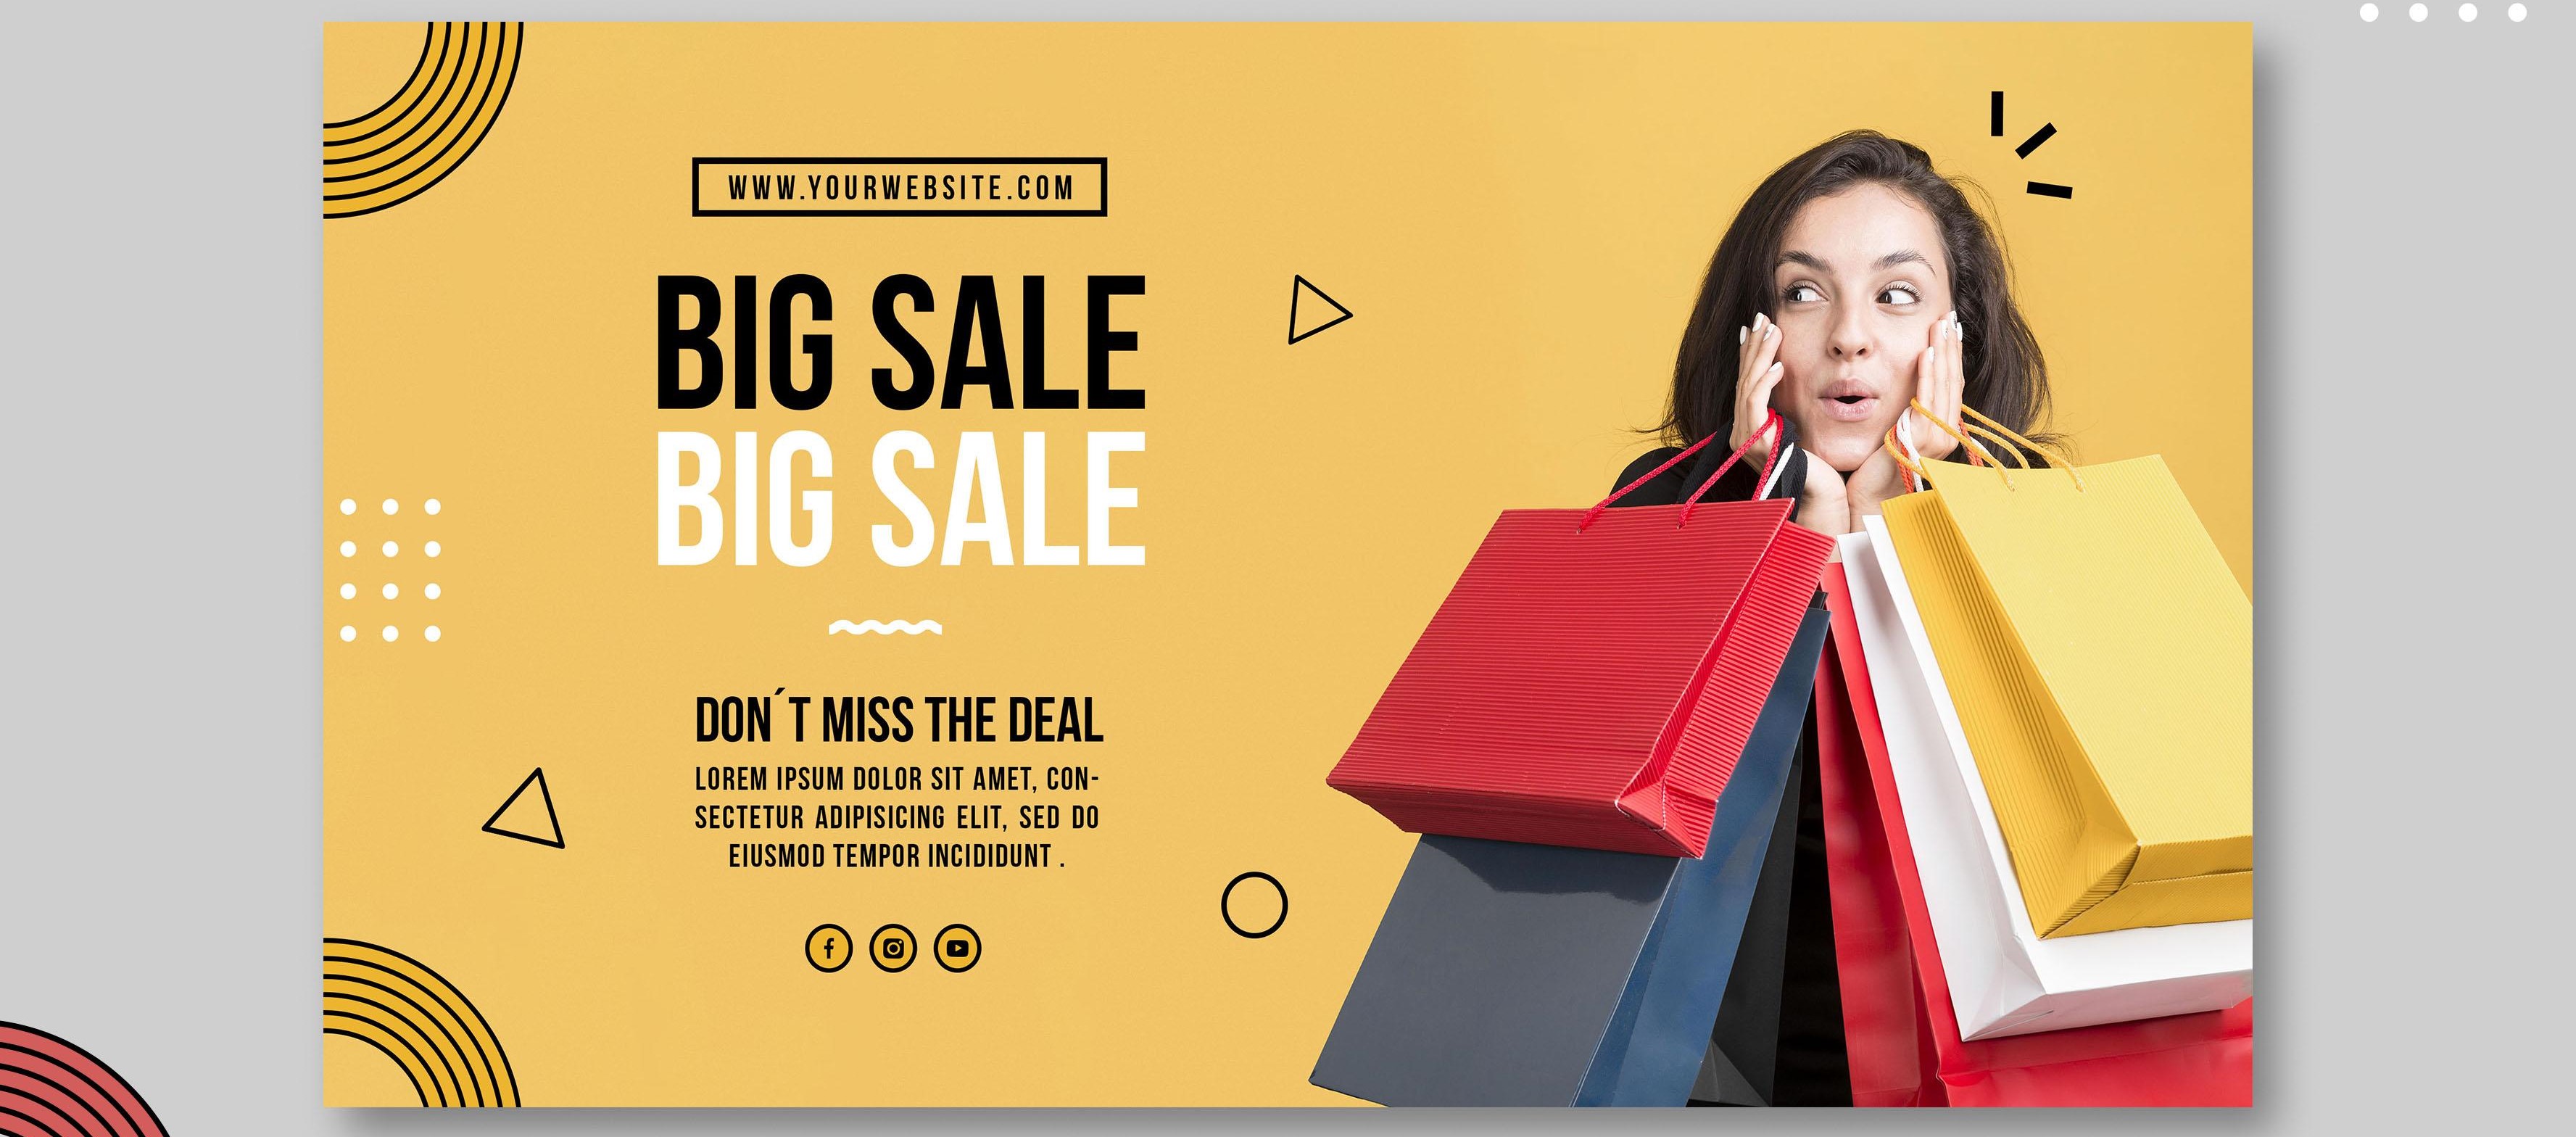 WWW.YOURWEBSITE.COM
BIG SALE
BIG SALE
DON´T MISS THE DEAL
LOREM IPSUM DOLOR SIT AMET, CON-
SECTETUR ADIPISICING ELIT, SED DO
EIUSMOD TEMPOR INCIDIDUNT .